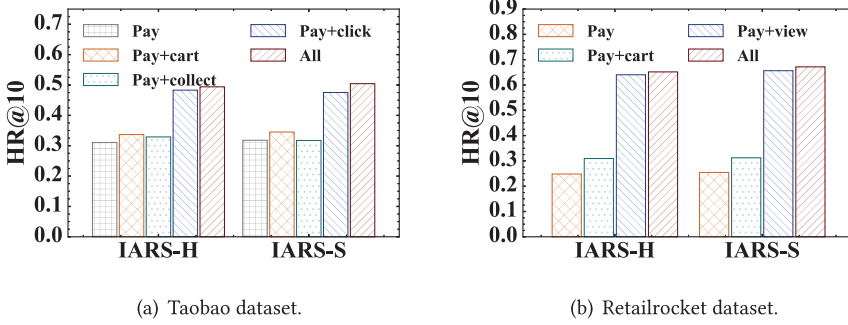 0.7
0.6
0.5
0.4
0.3
0.2
0.1
0.0
HR@10
Pay
Pay+cart
Pay+collect
Pay+click
All
IARS-H
IARS-S
(a) Taobao dataset.
0.9
0.8
0.7
0.6
0.5
0.4
0.3
0.2
0.1
0.0
HR@10
Pay
Pay+cart
Pay+view
All
IARS-H
IARS-S
(b) Retailrocket dataset.